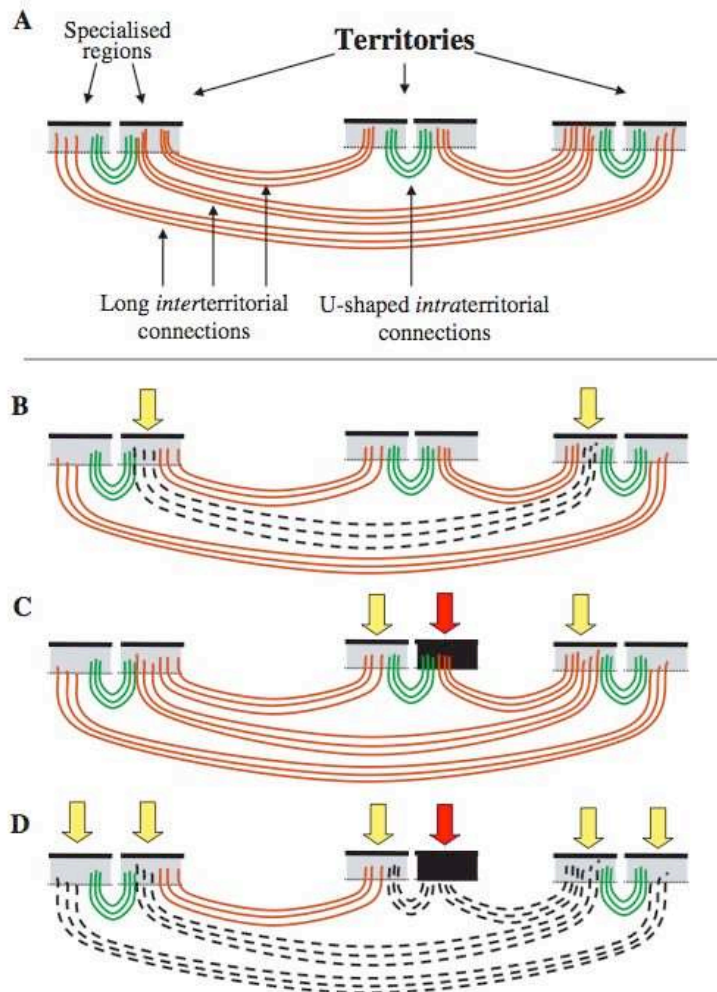 A
Specialised
regions
Territories
Long interterritorial
connections
U-shaped intraterritorial
connections
B
C
D